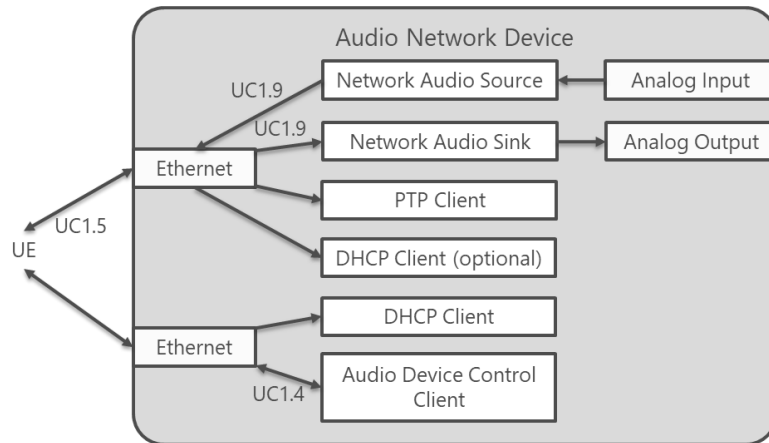 Audio Network Device
UC1.9
Network Audio Source
Analog Input
UC1.9
Network Audio Sink
Analog Output
Ethernet
PTP Client
UC1.5
UE
DHCP Client (optional)
DHCP Client
Ethernet
UC1.4
Audio Device Control
Client